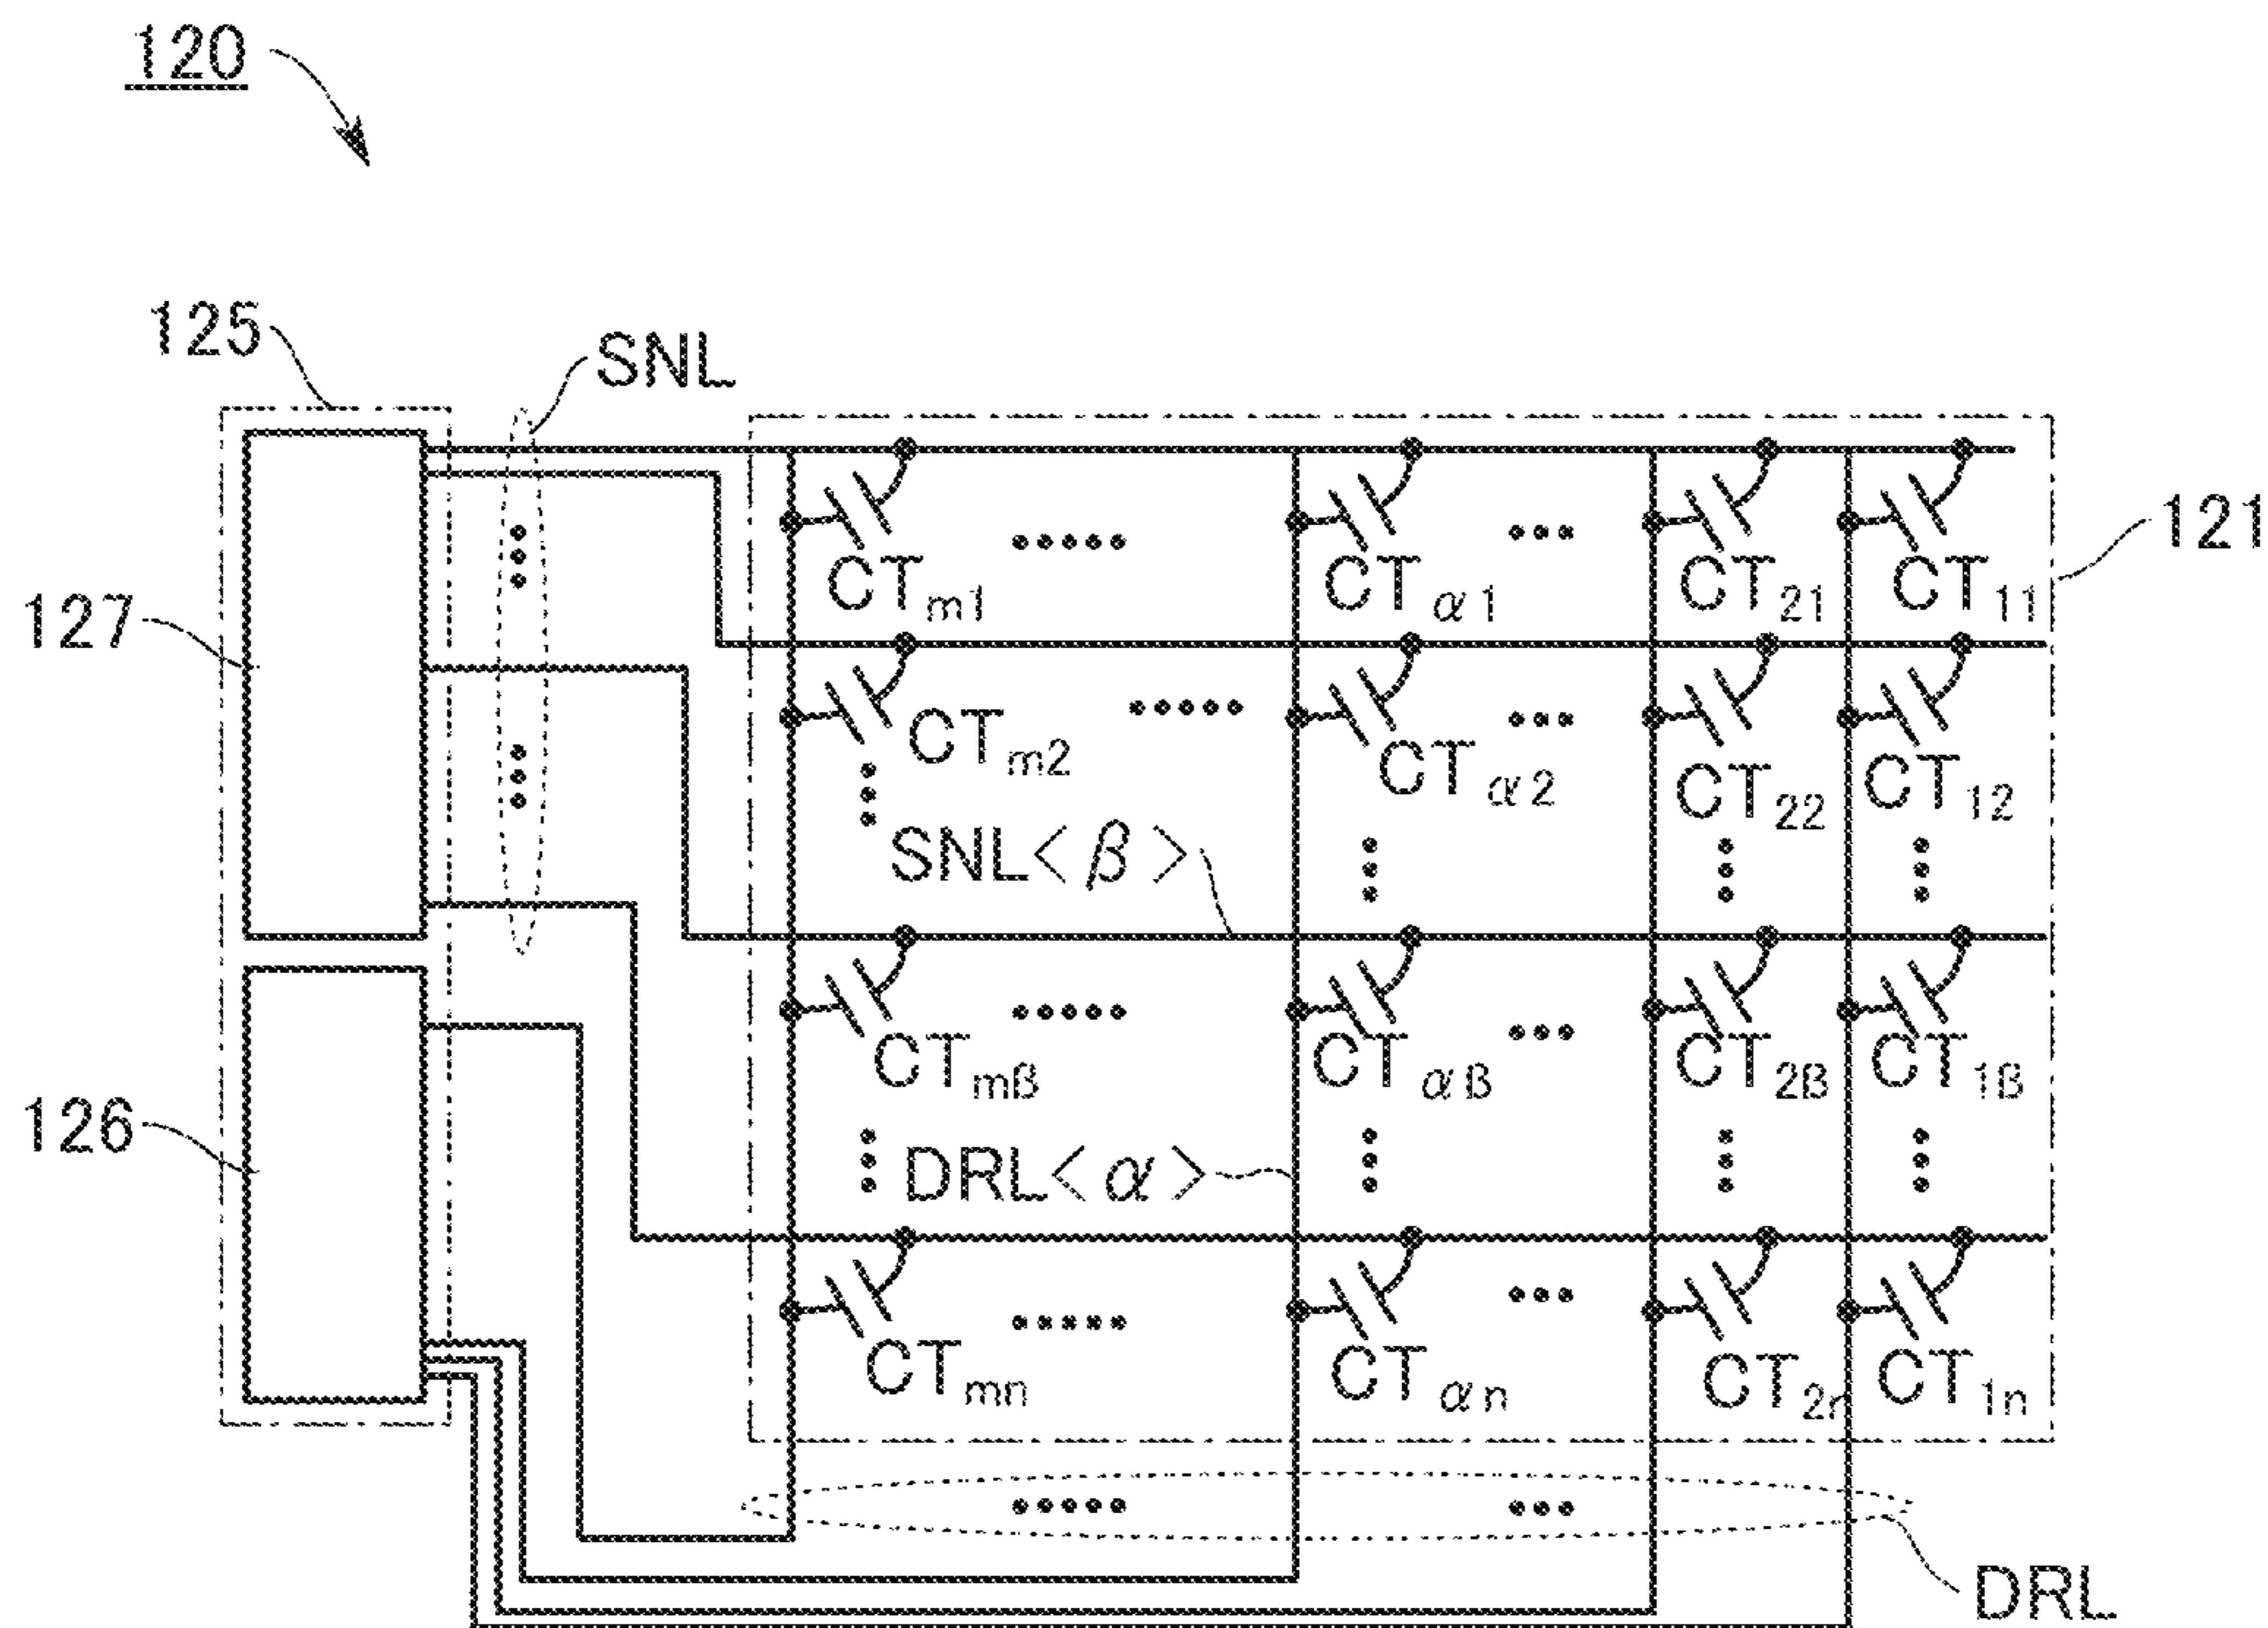 120
125
SNL
121
CTm1 CTα1 CT21 CT11
127
CTm2 CTα2 CT22 CT12
SNL<β>
CTmβ CTαβ CT2β CT1β
126
DRL<α>
CTmn CTαn CT2n CT1n
DRL